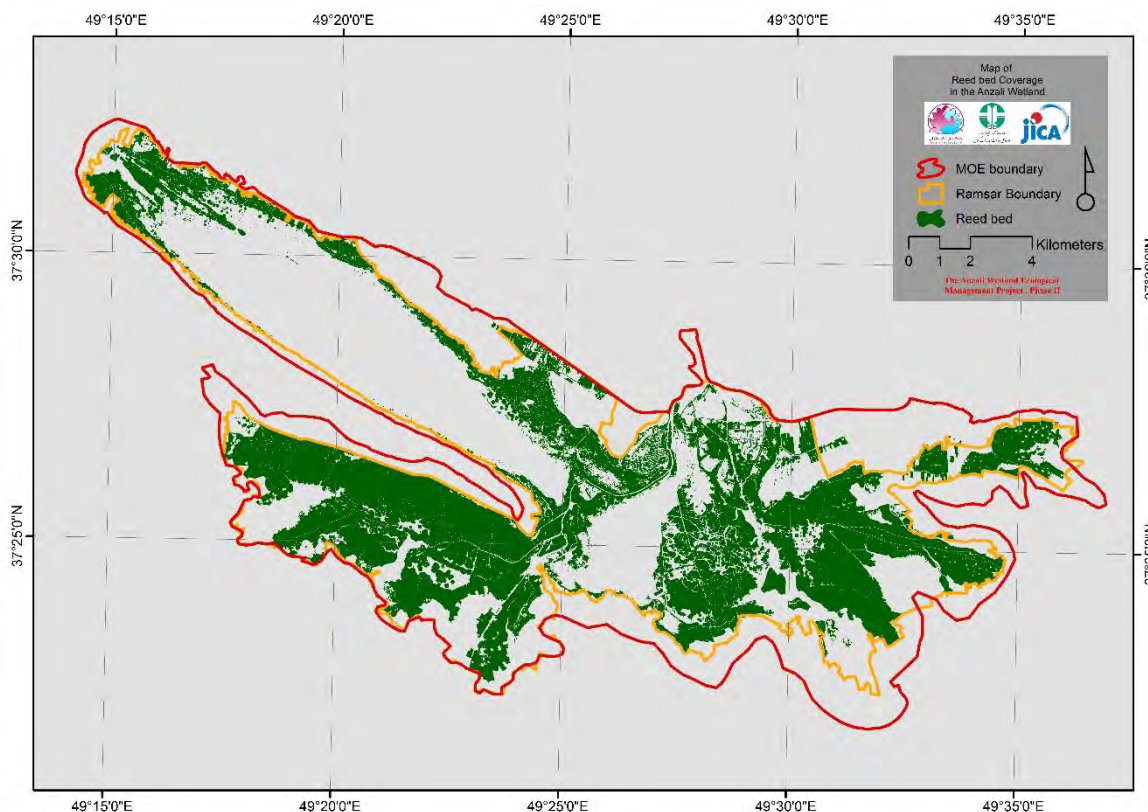 49°15'0"E 49°20'0"E 49°25'0"E 49°30'0"E 49°35'0"E
Map of
Reed bed Coverage
in the Anzali Wetland
jICA
MOE boundary
Ramsar Boundary
Reed bed
Kilometers
0 1 2 4
The Anzali Wetland Ecological
Management Project - Phase II
37°30'0"N
37°25'0"N
49°15'0"E 49°20'0"E 49°25'0"E 49°30'0"E 49°35'0"E